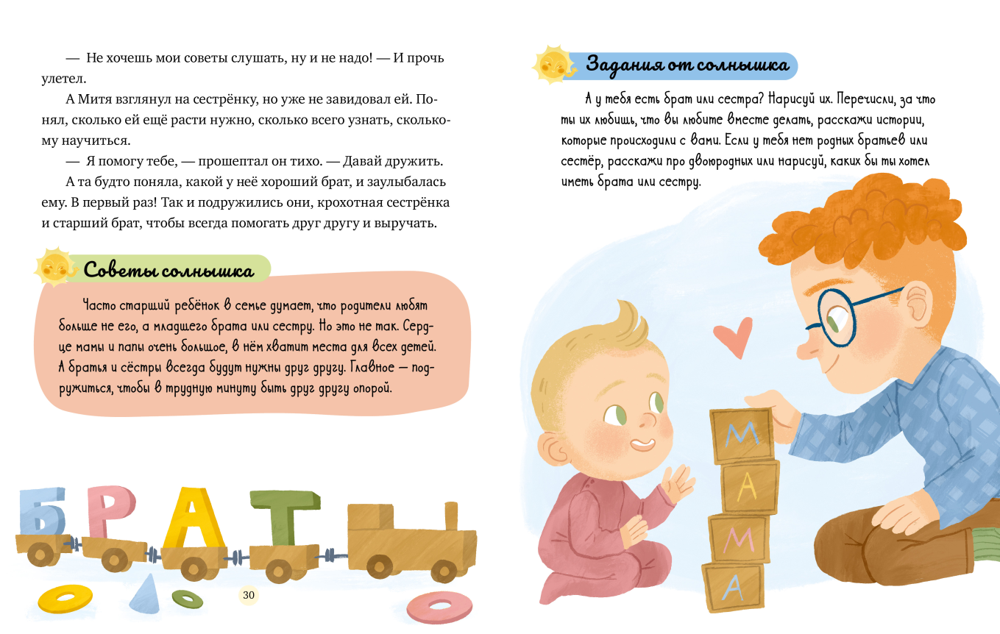 — Не хочешь мои советы слушать, ну и не надо! — И прочь
улетел.
А Митя взглянул на сестрёнку, но уже не завидовал ей. По-
нял, сколько ей ещё расти нужно, сколько всего узнать, сколько-
му научиться.
— Я помогу тебе, — прошептал он тихо. — Давай дружить.
А та будто поняла, какой у неё хороший брат, и заулыбалась
ему. В первый раз! Так и подружились они, крохотная сестрёнка
и старший брат, чтобы всегда помогать друг другу и выручать.
Советы солнышка
Часто старший ребёнок в семье думает, что родители любят
больше не его, а младшего брата или сестру. Но это не так. Серд-
це мамы и папы очень большое, в нём хватит места для всех детей.
А братья и сёстры всегда будут нужны друг другу. Главное — под-
ружиться, чтобы в трудную минуту быть друг другу опорой.
БРАТ
30
Задания от солнышка
А у тебя есть брат или сестра? Нарисуй их. Перечисли, за что
ты их любишь, что вы любите вместе делать, расскажи истории,
которые происходили с вами. Если у тебя нет родных братьев или
сестёр, расскажи про двоюродных или нарисуй, каких бы ты хотел
иметь брата или сестру.
М
А
М
А